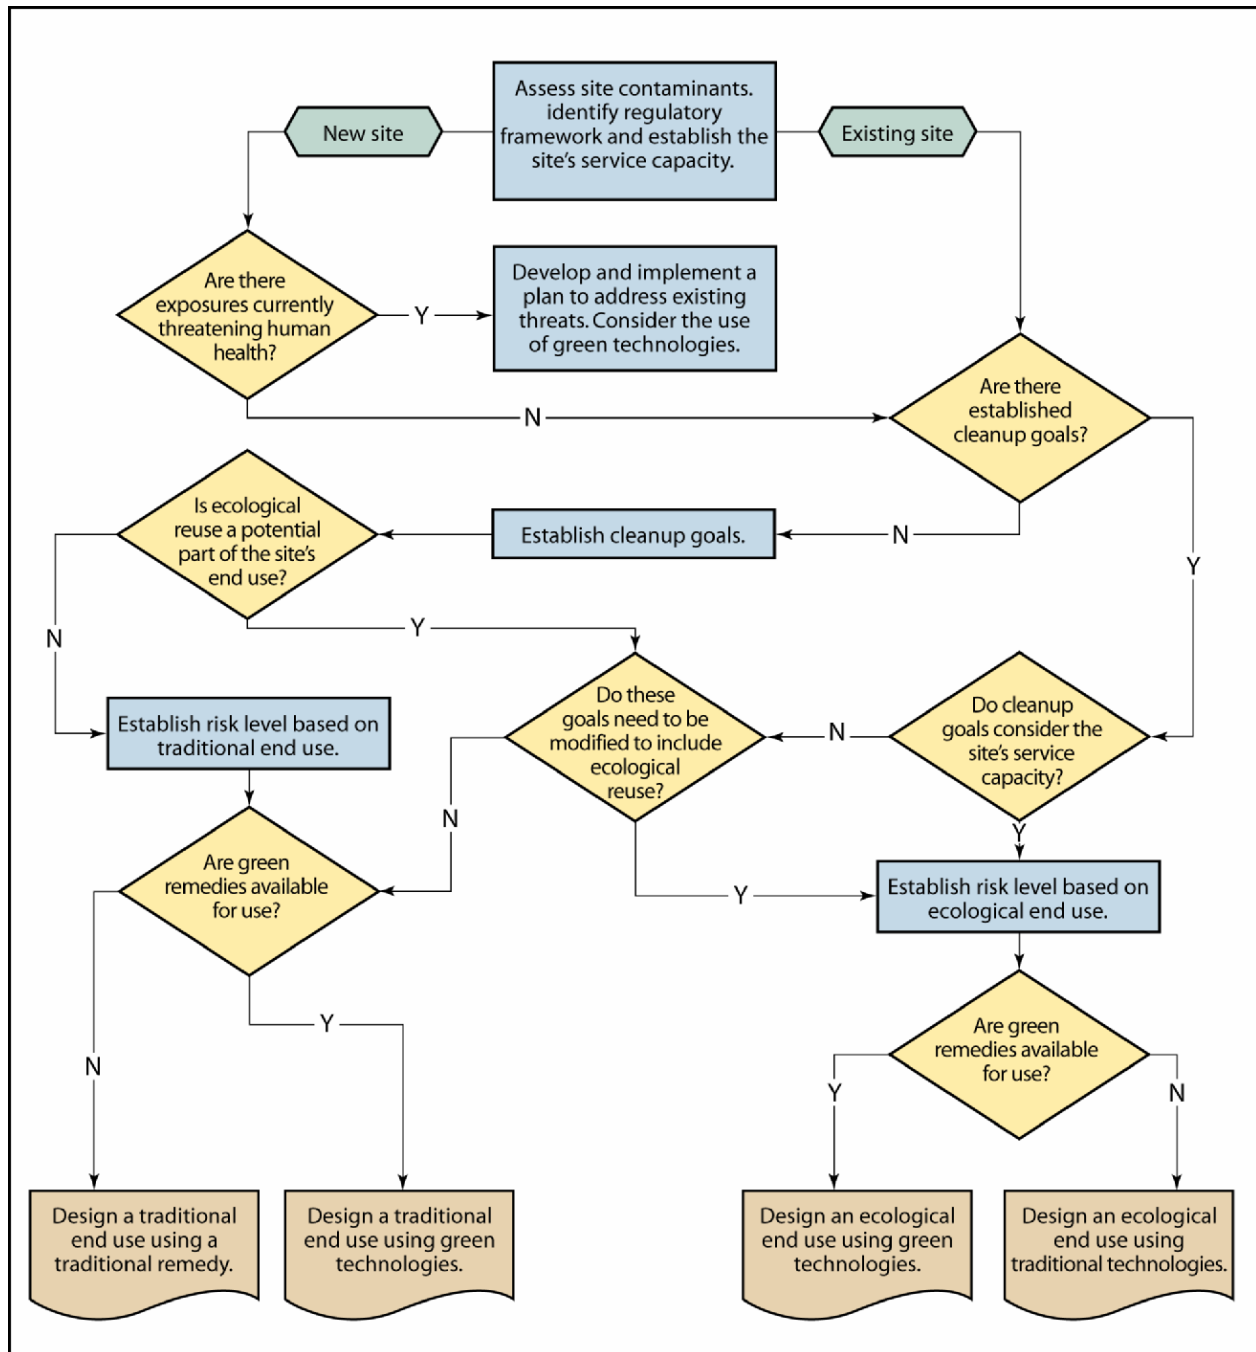 Assess site contaminants.
identify regulatory
framework and establish the
site's service capacity.
New site
Existing site
Are there
exposures currently
threatening human
health?
Y
Develop and implement a
plan to address existing
threats. Consider the use
of green technologies.
Are there
established
cleanup goals?
N
Is ecological
reuse a potential
part of the site's
end use?
Establish cleanup goals.
N
Y
N
Y
Do these
goals need to be
modified to include
ecological
reuse?
Do cleanup
goals consider the
site's service
capacity?
N
Establish risk level based on
traditional end use.
N
Y
Are green
remedies available
for use?
Establish risk level based on
ecological end use.
Y
Y
N
Are green
remedies available
for use?
Y
N
Design a traditional
end use using a
traditional remedy.
Design a traditional
end use using green
technologies.
Design an ecological
end use using green
technologies.
Design an ecological
end use using
traditional technologies.